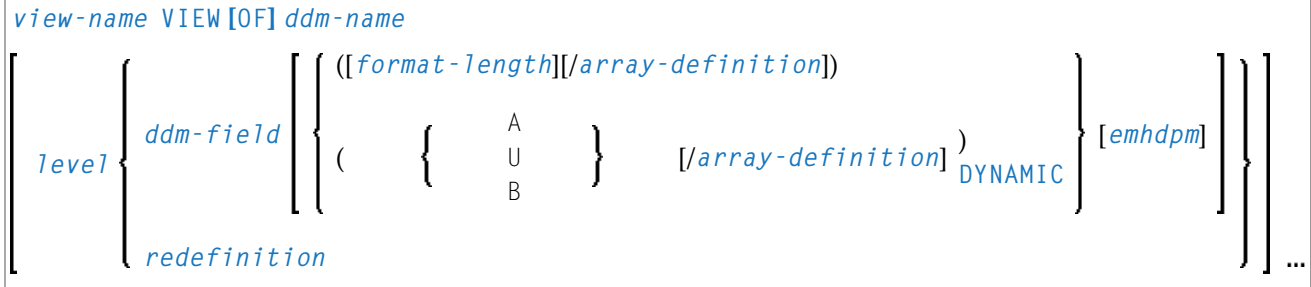 view-name VIEW [OF] ddm-name
([format-length][/array-definition])
level { ddm-field [ { ( { A U B } [/array-definition] ) DYNAMIC } [emhdpm] ]
redefinition } ] ...